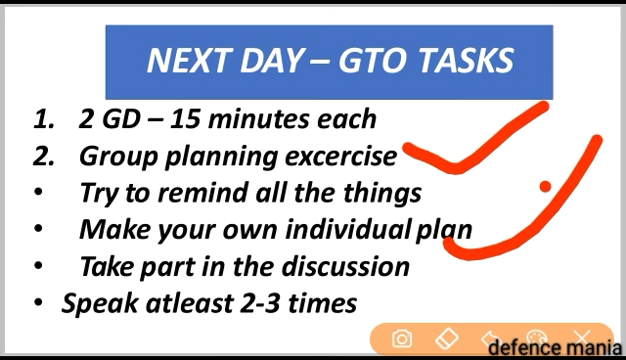 NEXT DAY – GTO TASKS
1. 2 GD – 15 minutes each
2. Group planning excercise
• Try to remind all the things
• Make your own individual plan
• Take part in the discussion
• Speak atleast 2-3 times
defence mania